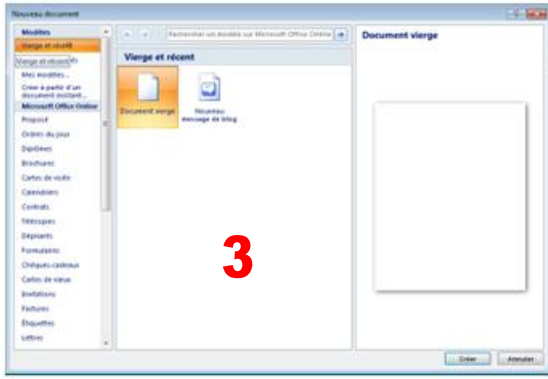 Nouveau document
Modèles
Vierge et récent
Vierge et récent
Mes modèles...
Créer à partir d'un
document existant...
Microsoft Office Online
Proposé
Ordres du jour
Diplômes
Brochures
Cartes de visite
Calendriers
Contrats
Télécopies
Dépliants
Formulaires
Chèques-cadeaux
Cartes de vœux
Invitations
Factures
Étiquettes
Lettres
Rechercher un modèle sur Microsoft Office Online
Vierge et récent
Document vierge
Nouveau
message de blog
3
Document vierge
Créer
Annuler